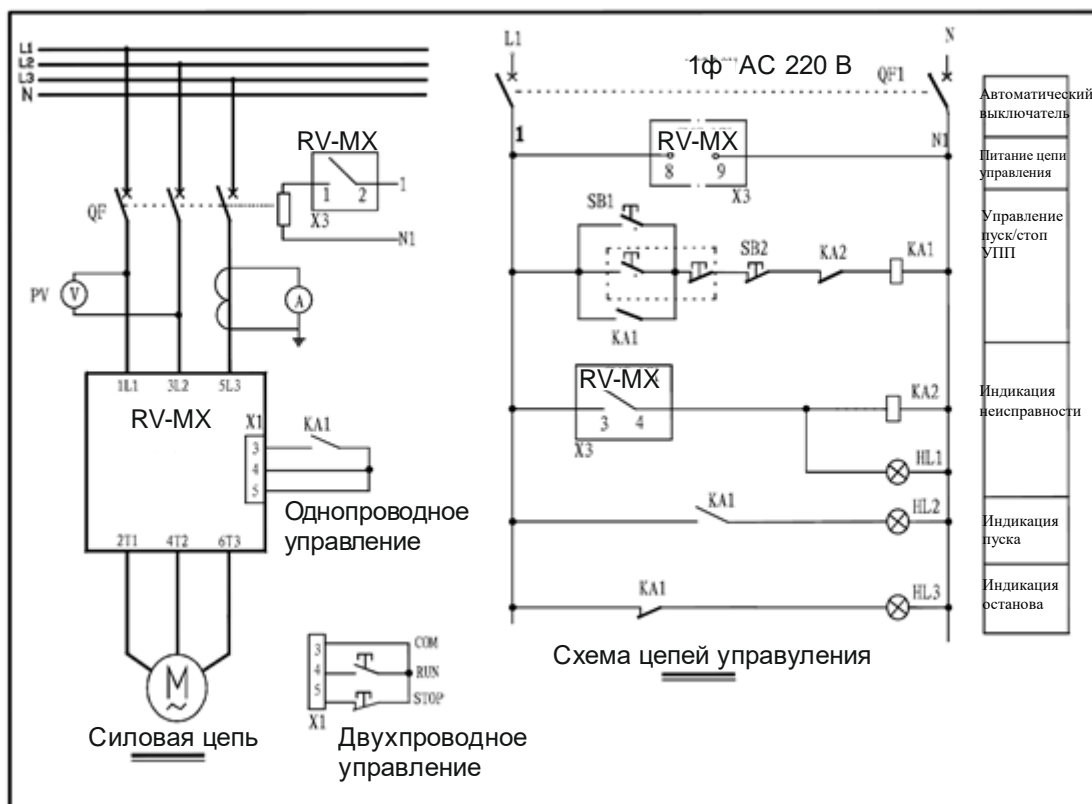 L1
L2
L3
N
RV-MX
1 2
1
X3
N1
QF
PV
V
A
1L1 3L2 5L3
RV-MX
X1
3
4
5
KA1
Однопроводное
управление
2T1 4T2 6T3
M
~
Силовая цепь
3
4
5
X1
COM
RUN
STOP
Двухпроводное
управление
L1
N
1ф АС 220 В
QF1
1
N1
RV-MX
8 9
X3
SB1
SB2
KA2
KA1
KA1
RV-MX
3 4
X3
KA2
HL1
KA1
HL2
KA1
HL3
Схема цепей управуления
Автоматический
выключатель
Питание цепи
управления
Управление
пуск/стоп
УПП
Индикация
неисправности
Индикация
пуска
Индикация
останова